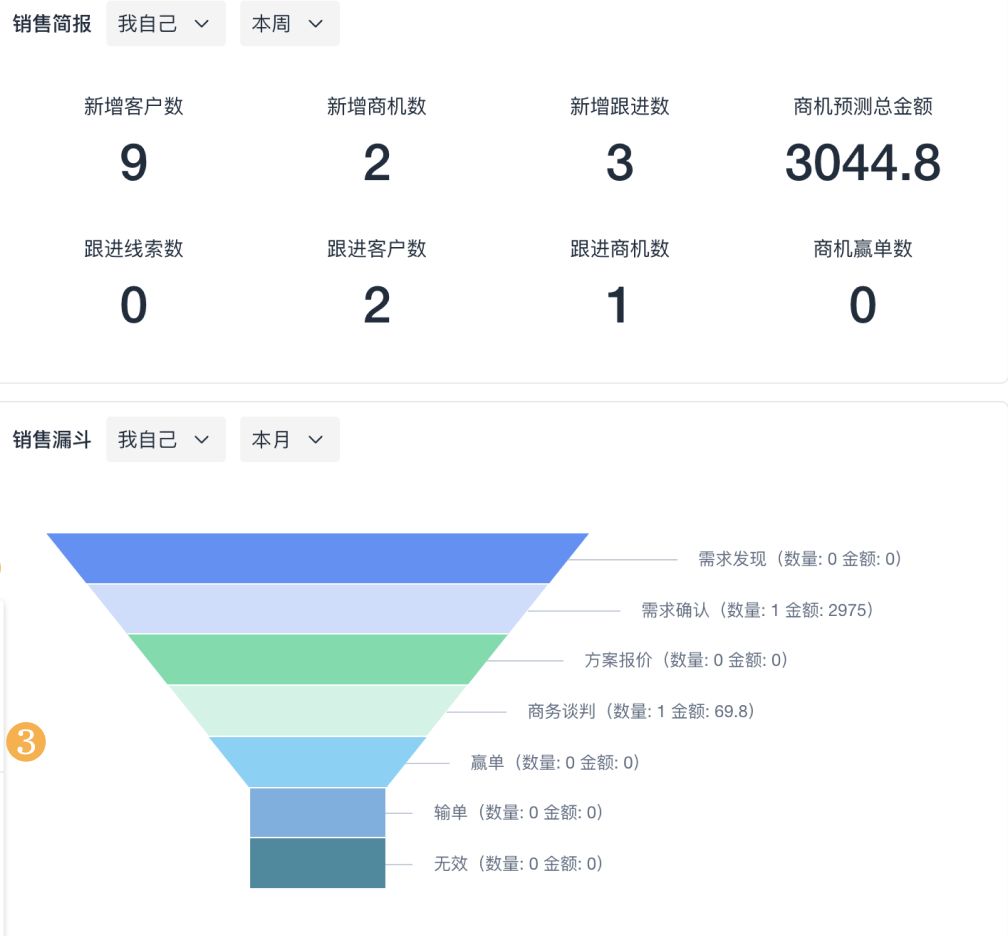 销售简报 我自己 本周
新增客户数 新增商机数 新增跟进数 商机预测总金额
9 2 3 3044.8
跟进线索数 跟进客户数 跟进商机数 商机赢单数
0 2 1 0
销售漏斗 我自己 本月
需求发现（数量: 0 金额: 0）
需求确认（数量: 1 金额: 2975）
方案报价（数量: 0 金额: 0）
商务谈判（数量: 1 金额: 69.8）
3
赢单（数量: 0 金额: 0）
输单（数量: 0 金额: 0）
无效（数量: 0 金额: 0）